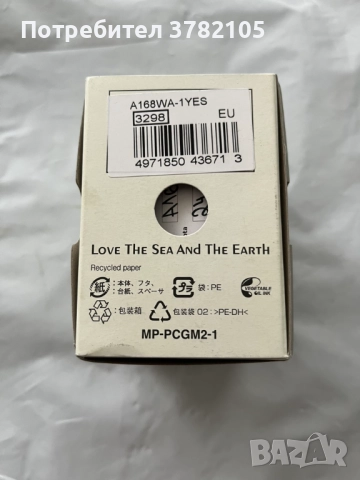 Потребител 3782105
A168WA-1YES
3298
EU
4971850 43671 3
LOVE THE SEA AND THE EARTH
Recycled paper
紙 :本体、フタ、
台紙、スペーサ
プラ :袋:PE
VEGETABLE
OIL INK
:包装箱
:包装袋 02:>PE-DH<
MP-PCGM2-1
BAZAR